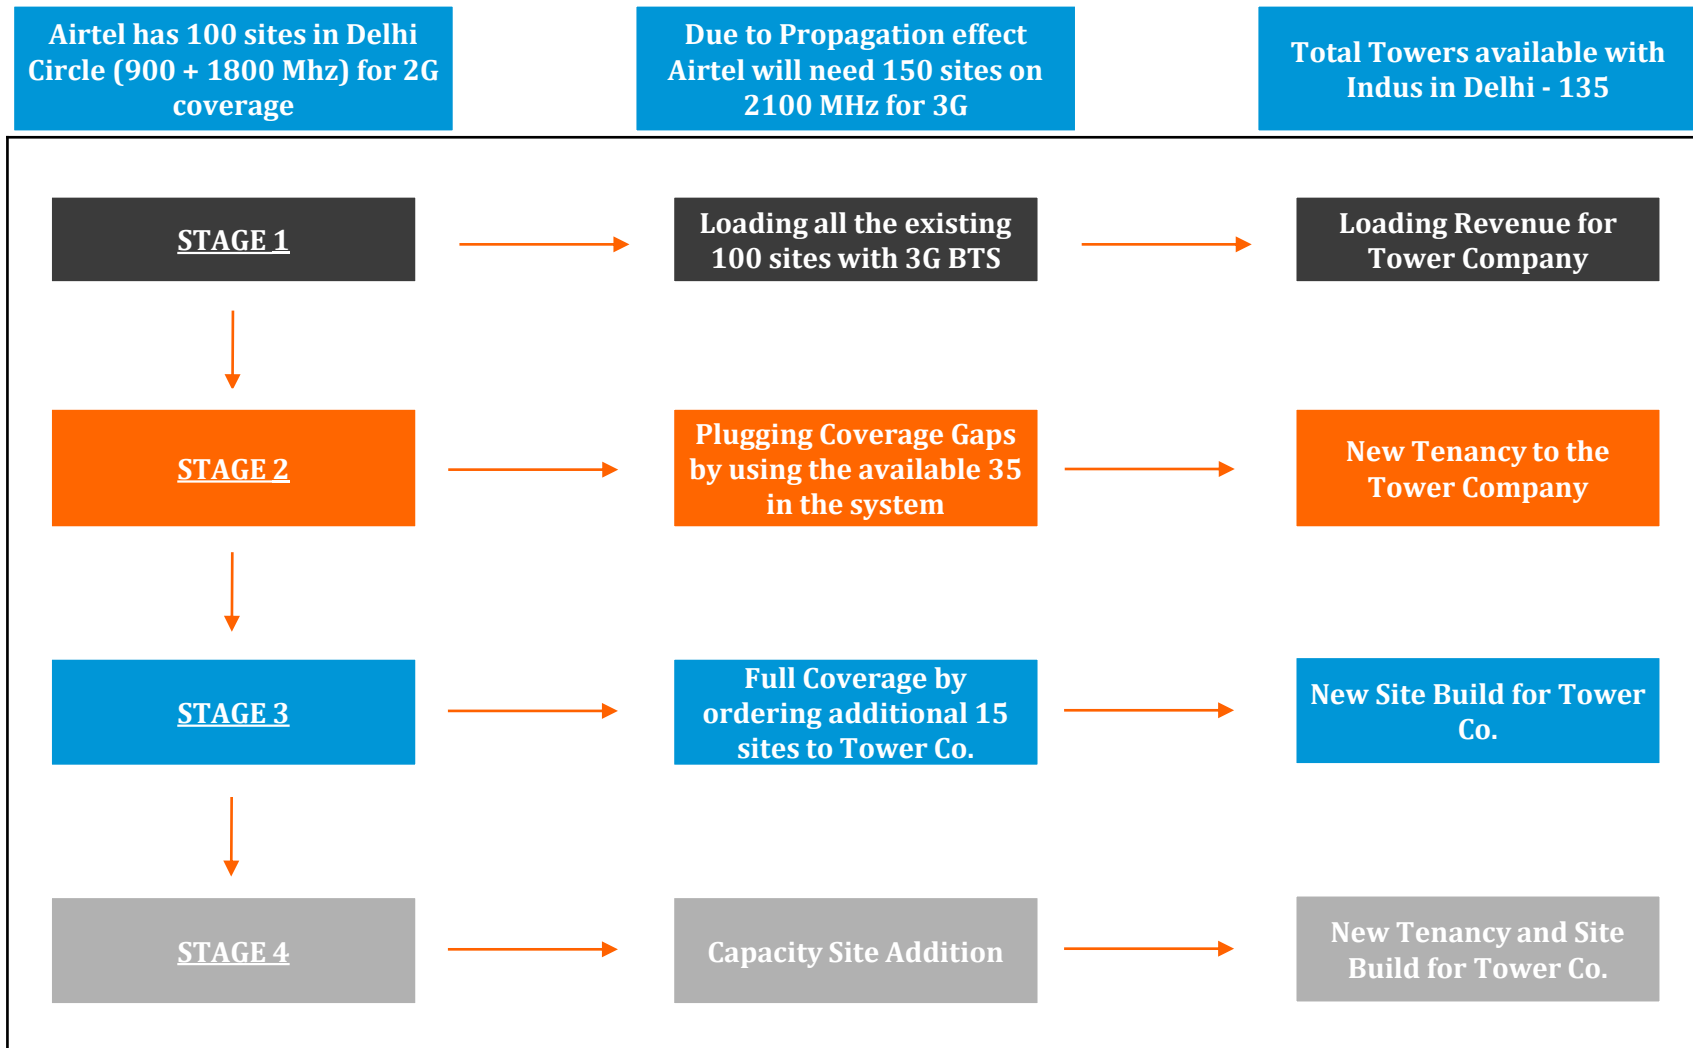 Airtel has 100 sites in Delhi
Circle (900 + 1800 Mhz) for 2G
coverage
Due to Propagation effect
Airtel will need 150 sites on
2100 MHz for 3G
Total Towers available with
Indus in Delhi - 135
STAGE 1
Loading all the existing
100 sites with 3G BTS
Loading Revenue for
Tower Company
STAGE 2
Plugging Coverage Gaps
by using the available 35
in the system
New Tenancy to the
Tower Company
STAGE 3
Full Coverage by
ordering additional 15
sites to Tower Co.
New Site Build for Tower
Co.
STAGE 4
Capacity Site Addition
New Tenancy and Site
Build for Tower Co.